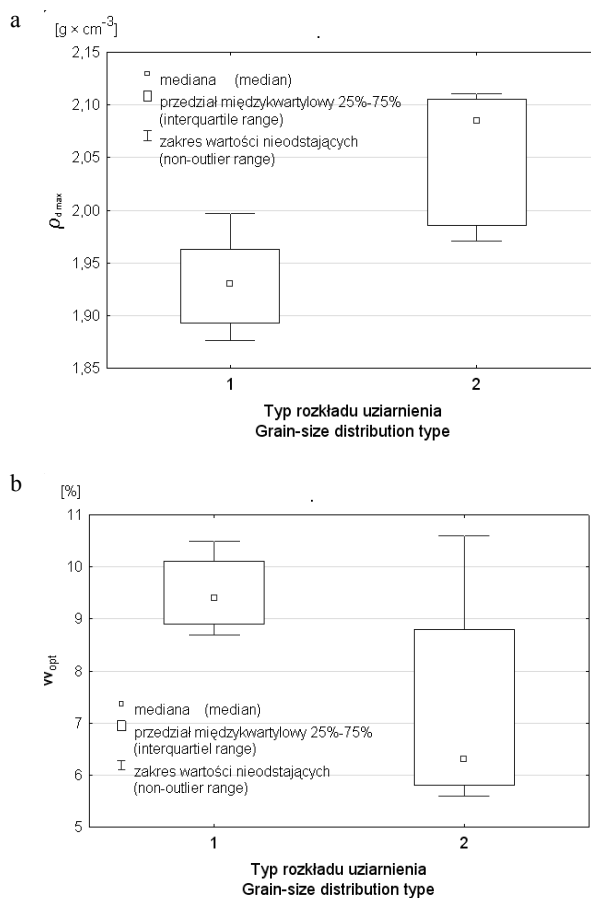 a
[g × cm⁻³]
2,15
2,10
2,05
2,00
1,95
1,90
1,85
ρd max
mediana (median)
przedział międzykwartylowy 25%-75%
(interquartile range)
zakres wartości nieodstających
(non-outlier range)
1 2
Typ rozkładu uziarnienia
Grain-size distribution type
b
[%]
11
10
9
8
7
6
5
wopt
mediana (median)
przedział międzykwartylowy 25%-75%
(interquartiel range)
zakres wartości nieodstających
(non-outlier range)
1 2
Typ rozkładu uziarnienia
Grain-size distribution type